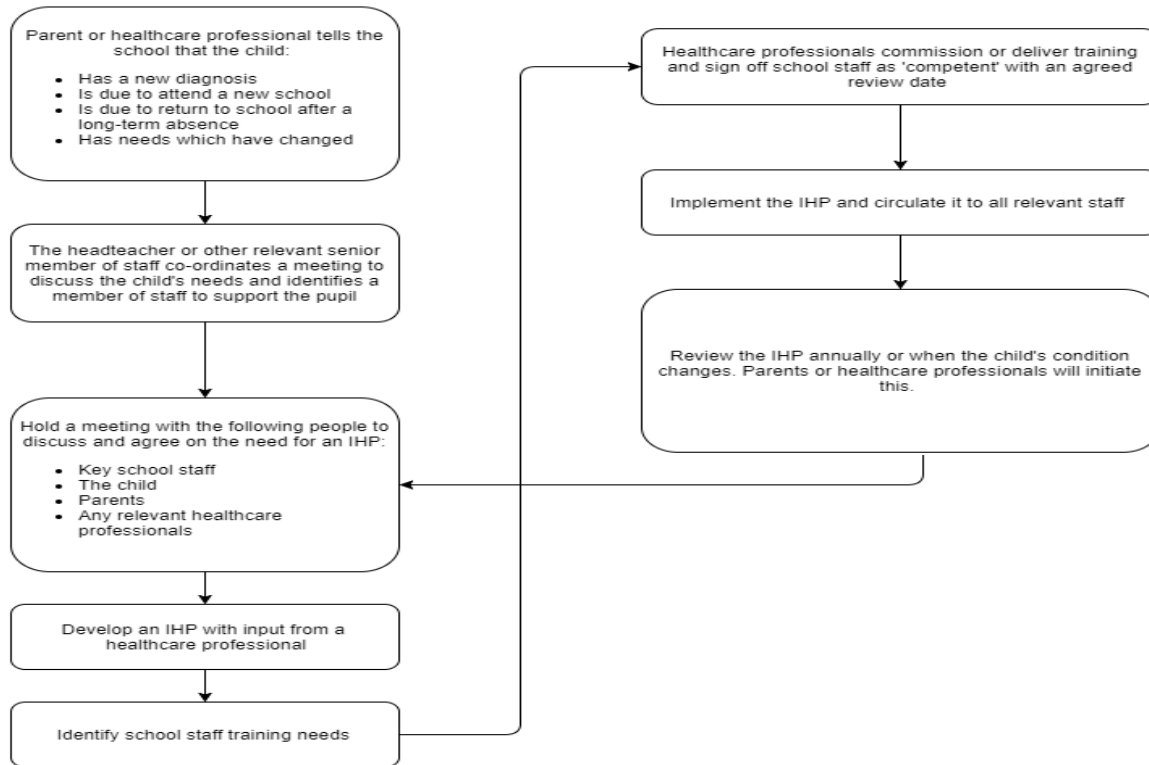 Parent or healthcare professional tells the
school that the child:
• Has a new diagnosis
• Is due to attend a new school
• Is due to return to school after a
long-term absence
• Has needs which have changed
The headteacher or other relevant senior
member of staff co-ordinates a meeting to
discuss the child's needs and identifies a
member of staff to support the pupil
Hold a meeting with the following people to
discuss and agree on the need for an IHP:
• Key school staff
• The child
• Parents
• Any relevant healthcare
professionals
Develop an IHP with input from a
healthcare professional
Identify school staff training needs
Healthcare professionals commission or deliver training
and sign off school staff as 'competent' with an agreed
review date
Implement the IHP and circulate it to all relevant staff
Review the IHP annually or when the child's condition
changes. Parents or healthcare professionals will initiate
this.